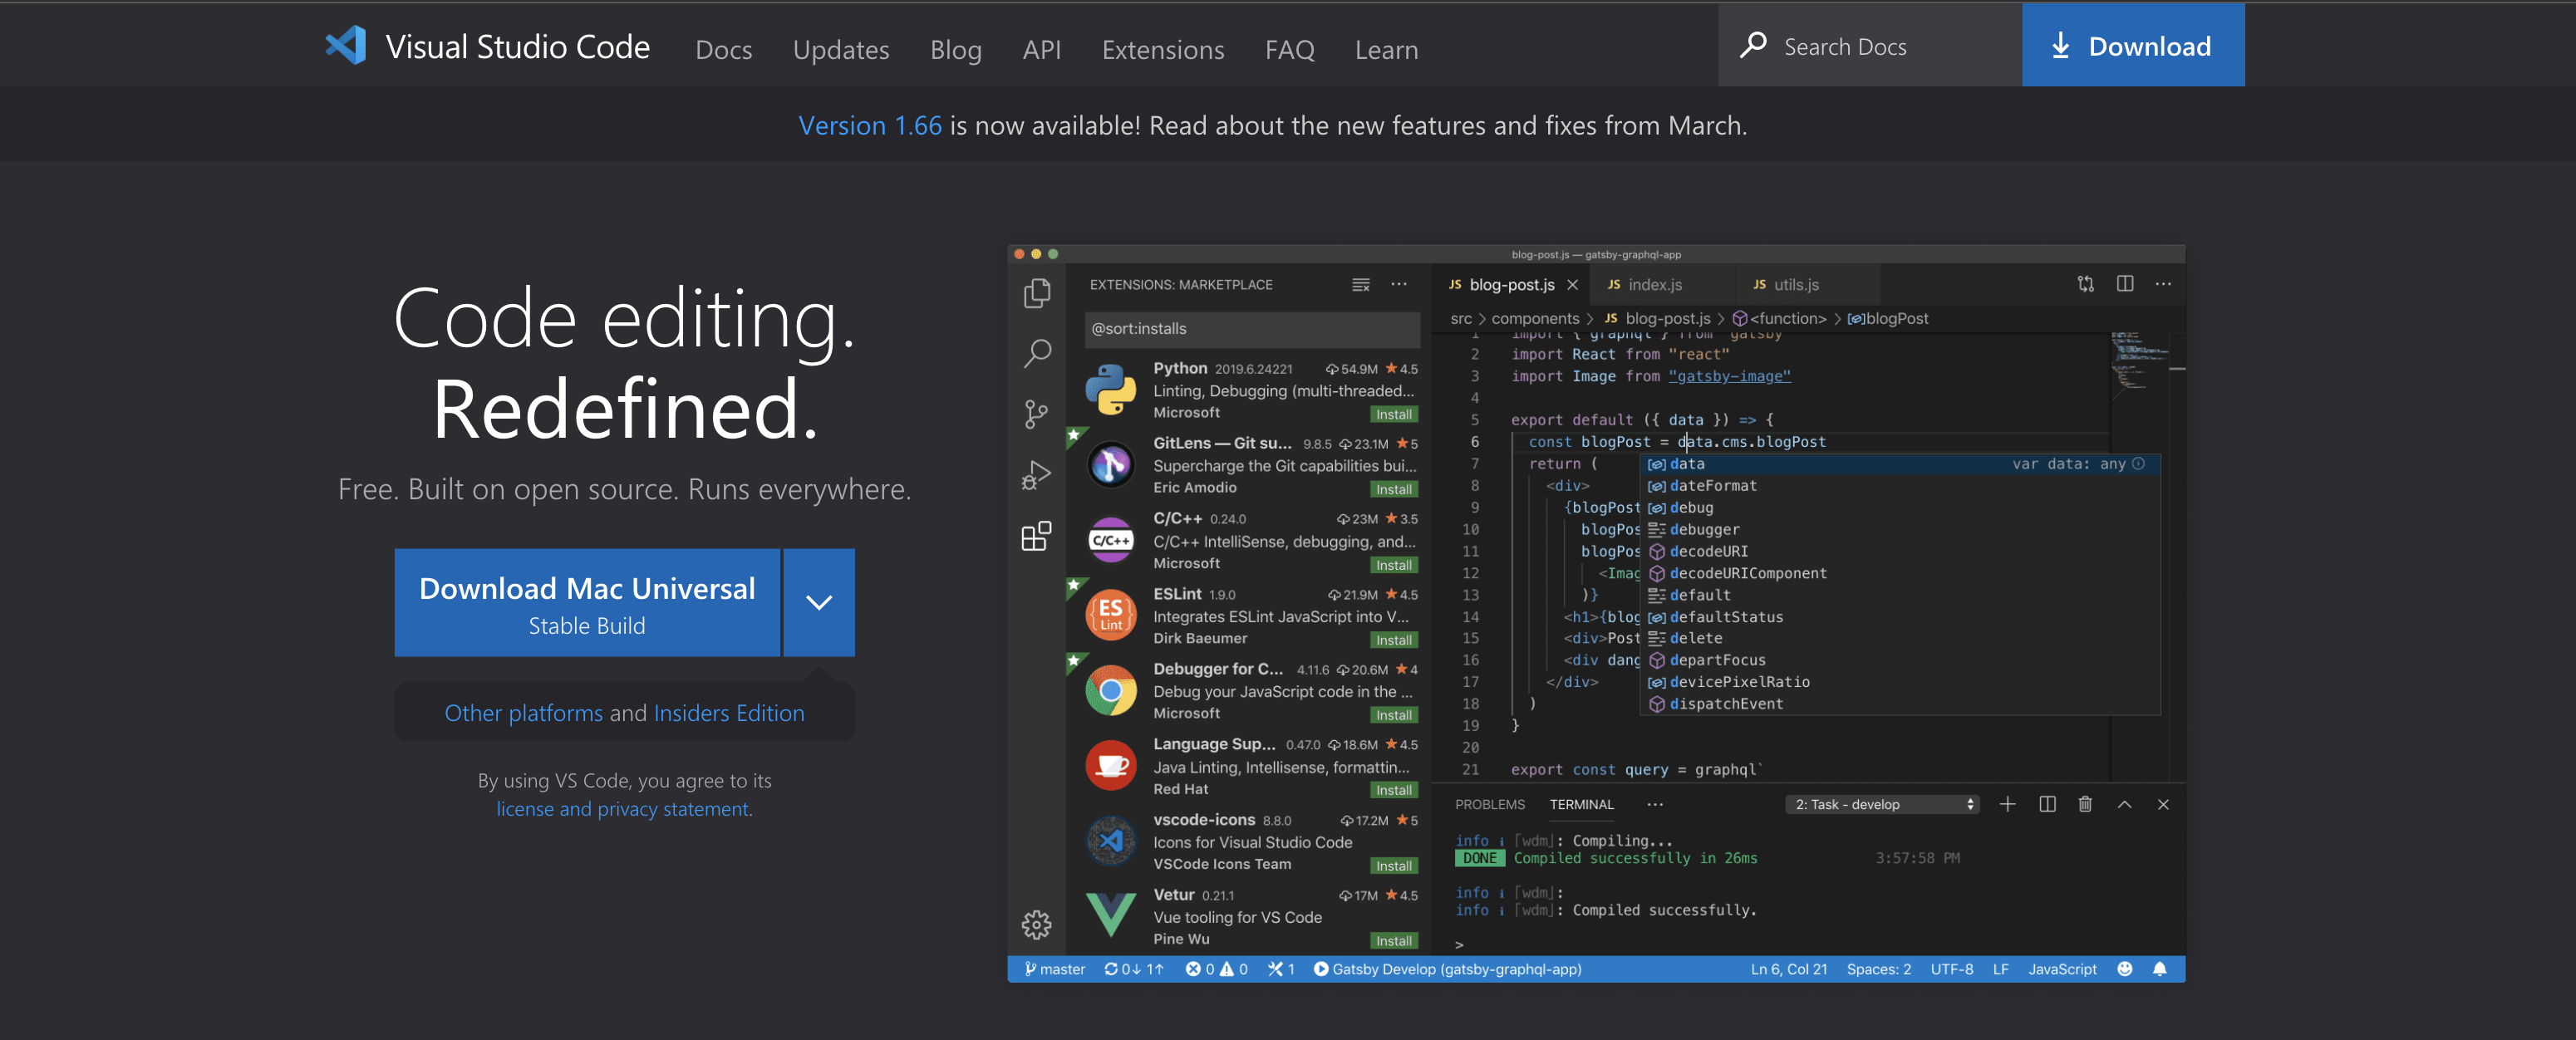 Visual Studio Code Docs Updates Blog API Extensions FAQ Learn Search Docs Download
Version 1.66 is now available! Read about the new features and fixes from March.
Code editing.
Redefined.
Free. Built on open source. Runs everywhere.
Download Mac Universal
Stable Build
Other platforms and Insiders Edition
By using VS Code, you agree to its
license and privacy statement.
blog-post.js — gatsby-graphql-app
EXTENSIONS: MARKETPLACE
@sort:installs
Python 2019.6.24221 54.9M ★ 4.5
Linting, Debugging (multi-threaded...
Microsoft Install
GitLens — Git su... 9.8.5 23.1M ★ 5
Supercharge the Git capabilities bui...
Eric Amodio Install
C/C++
C/C++ 0.24.0 23M ★ 3.5
C/C++ IntelliSense, debugging, and...
Microsoft Install
ES
Lint
ESLint 1.9.0 21.9M ★ 4.5
Integrates ESLint JavaScript into V...
Dirk Baeumer Install
Debugger for C... 4.11.6 20.6M ★ 4
Debug your JavaScript code in the ...
Microsoft Install
Language Sup... 0.47.0 18.6M ★ 4.5
Java Linting, Intellisense, formattin...
Red Hat Install
vscode-icons 8.8.0 17.2M ★ 5
Icons for Visual Studio Code
VSCode Icons Team Install
Vetur 0.21.1 17M ★ 4.5
Vue tooling for VS Code
Pine Wu Install
JS blog-post.js JS index.js JS utils.js
src > components > JS blog-post.js > <function> > blogPost
1 import { graphql } from "gatsby"
2 import React from "react"
3 import Image from "gatsby-image"
4
5 export default ({ data }) => {
6 const blogPost = data.cms.blogPost
7 return (
8 <div>
9 {blogPost
10 blogPos
11 blogPos
12 <Imag
13 )}
14 <h1>{blog
15 <div>Post
16 <div dang
17 </div>
18 )
19 }
20
21 export const query = graphql`
data var data: any
dateFormat
debug
debugger
decodeURI
decodeURIComponent
default
defaultStatus
delete
departFocus
devicePixelRatio
dispatchEvent
PROBLEMS TERMINAL ··· 2: Task - develop
info i ｢wdm｣: Compiling...
DONE Compiled successfully in 26ms 3:57:58 PM
info i ｢wdm｣:
info i ｢wdm｣: Compiled successfully.
>
master 0↓ 1↑ 0 0 1 Gatsby Develop (gatsby-graphql-app) Ln 6, Col 21 Spaces: 2 UTF-8 LF JavaScript